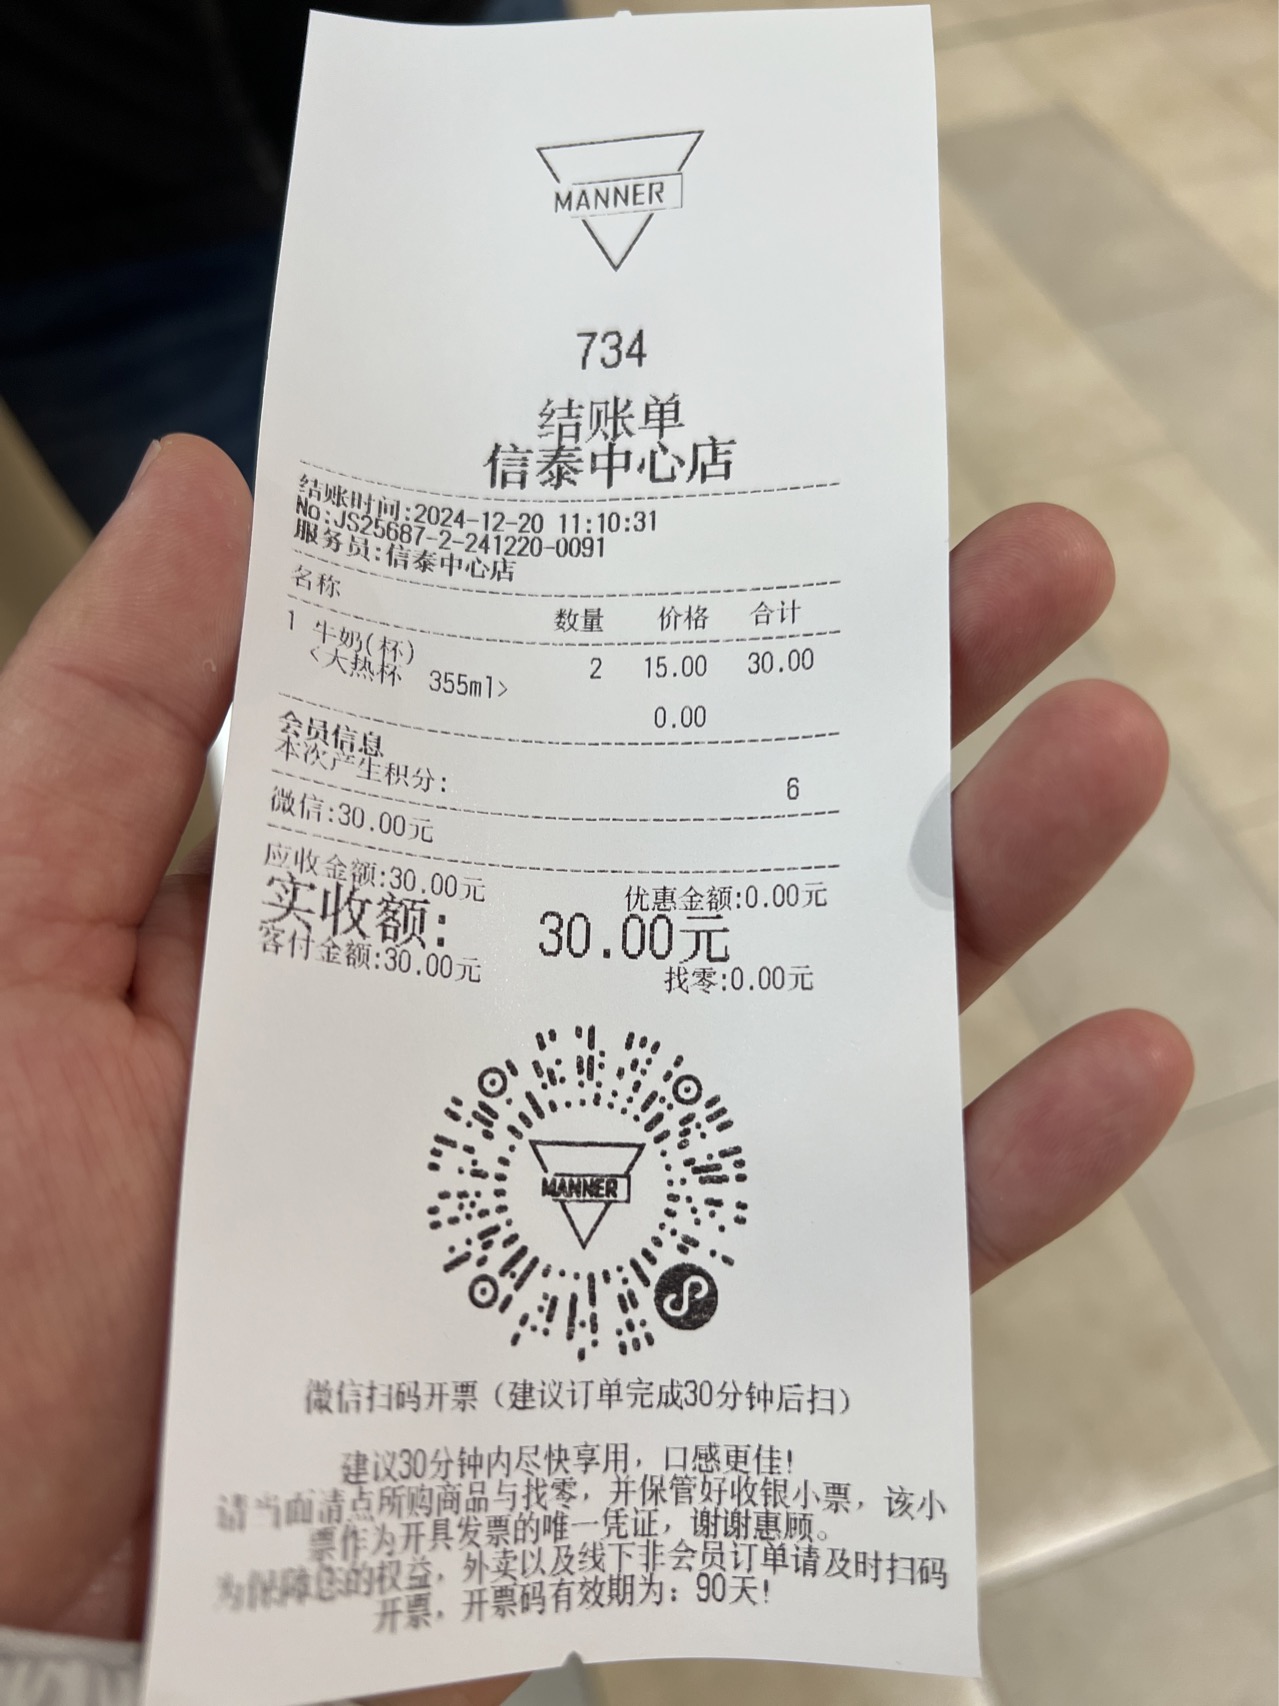 MANNER
734
结账单
信泰中心店
结账时间:2024-12-20 11:10:31
No:JS25687-2-241220-0091
服务员:信泰中心店
名称 数量 价格 合计
1 牛奶(杯) 2 15.00 30.00
<大热杯 355ml>
0.00
会员信息
本次产生积分: 6
微信:30.00元
应收金额:30.00元 优惠金额:0.00元
实收额: 30.00元
客付金额:30.00元 找零:0.00元
MANNER
微信扫码开票（建议订单完成30分钟后扫）
建议30分钟内尽快享用，口感更佳!
请当面清点所购商品与找零，并保管好收银小票，该小
票作为开具发票的唯一凭证，谢谢惠顾。
为保障您的权益，外卖以及线下非会员订单请及时扫码
开票，开票码有效期为：90天!